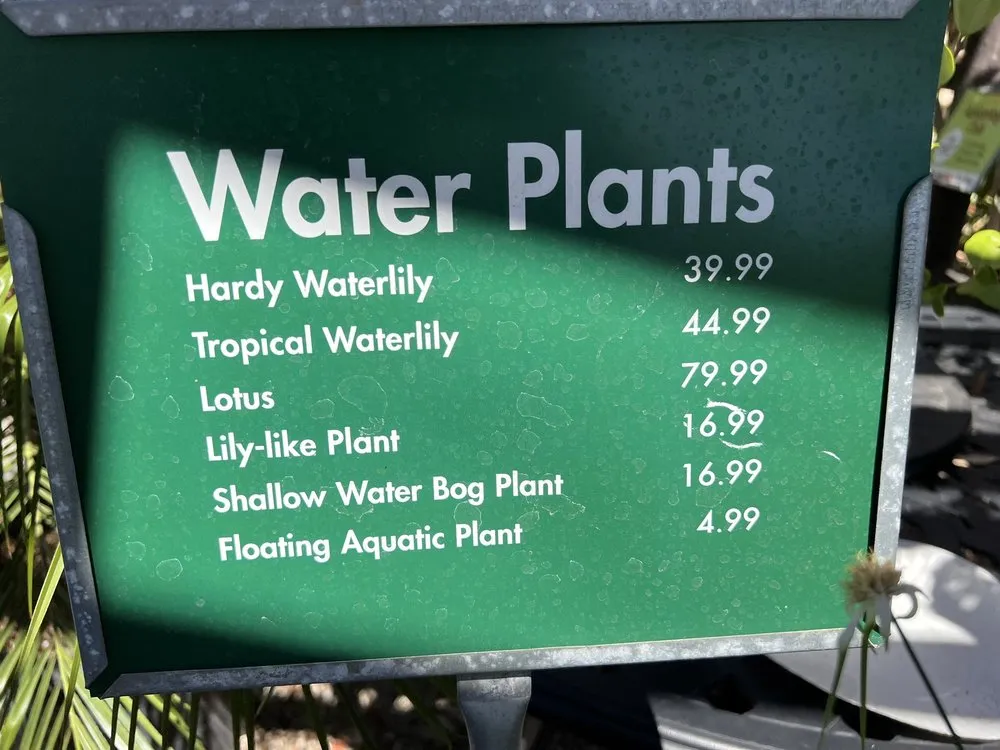 Water Plants
Hardy Waterlily 39.99
Tropical Waterlily 44.99
Lotus 79.99
Lily-like Plant 16.99
Shallow Water Bog Plant 16.99
Floating Aquatic Plant 4.99